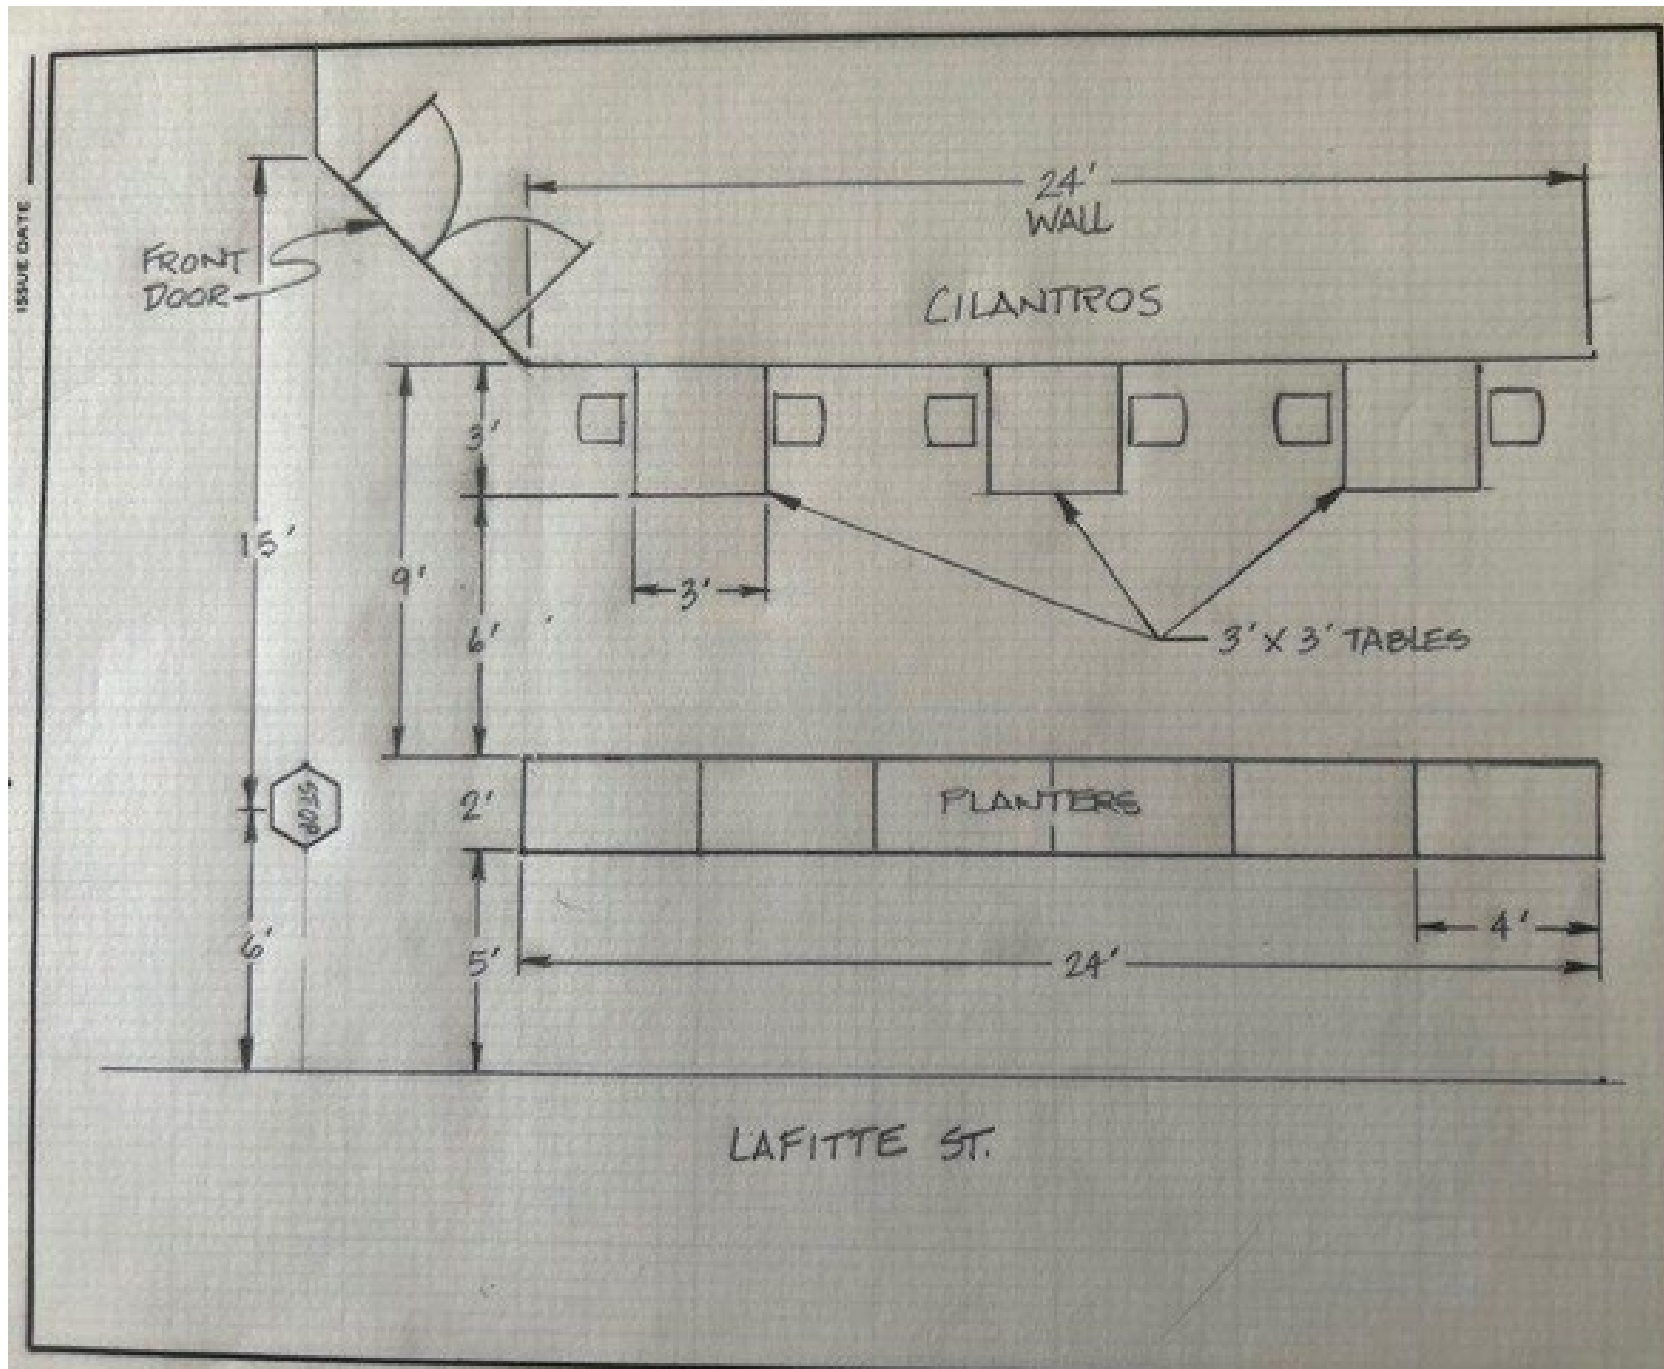 ISSUE DATE
24'
WALL
FRONT
DOOR
CILANTROS
3'
15'
9'
3'
6'
3' X 3' TABLES
STOP
2'
PLANTERS
6'
5'
4'
24'
LAFITTE ST.